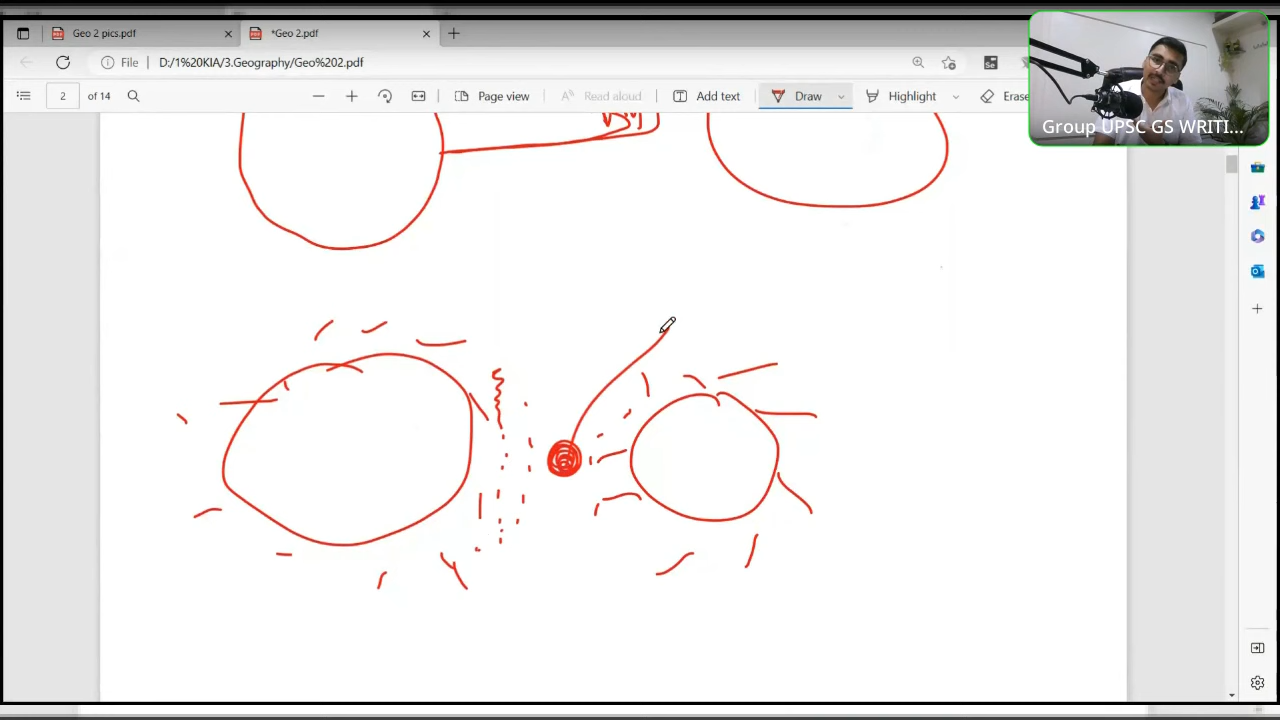 Geo 2 pics.pdf
*Geo 2.pdf
File
D:/1%20KIA/3.Geography/Geo%202.pdf
2 of 14
Page view
Read aloud
Add text
Draw
Highlight
Erase
Group UPSC GS WRITI...